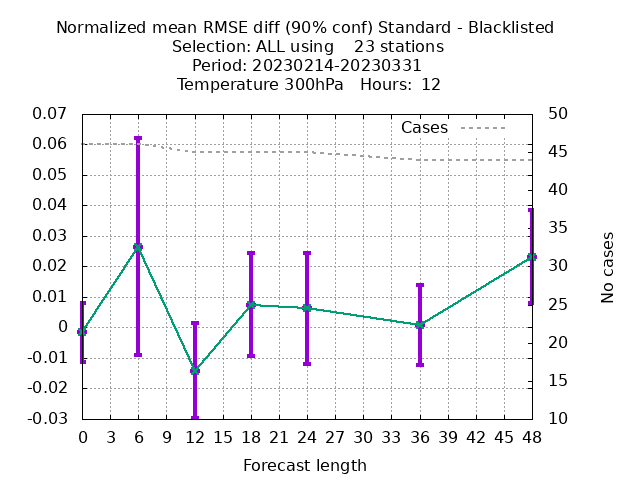 Normalized mean RMSE diff (90% conf) Standard - Blacklisted
Selection: ALL using    23 stations
Period: 20230214-20230331
Temperature 300hPa   Hours:  12
0.07
0.06
0.05
0.04
0.03
0.02
0.01
0
-0.01
-0.02
-0.03
Cases
50
45
40
35
30
25
20
15
10
No cases
0 3 6 9 12 15 18 21 24 27 30 33 36 39 42 45 48
Forecast length